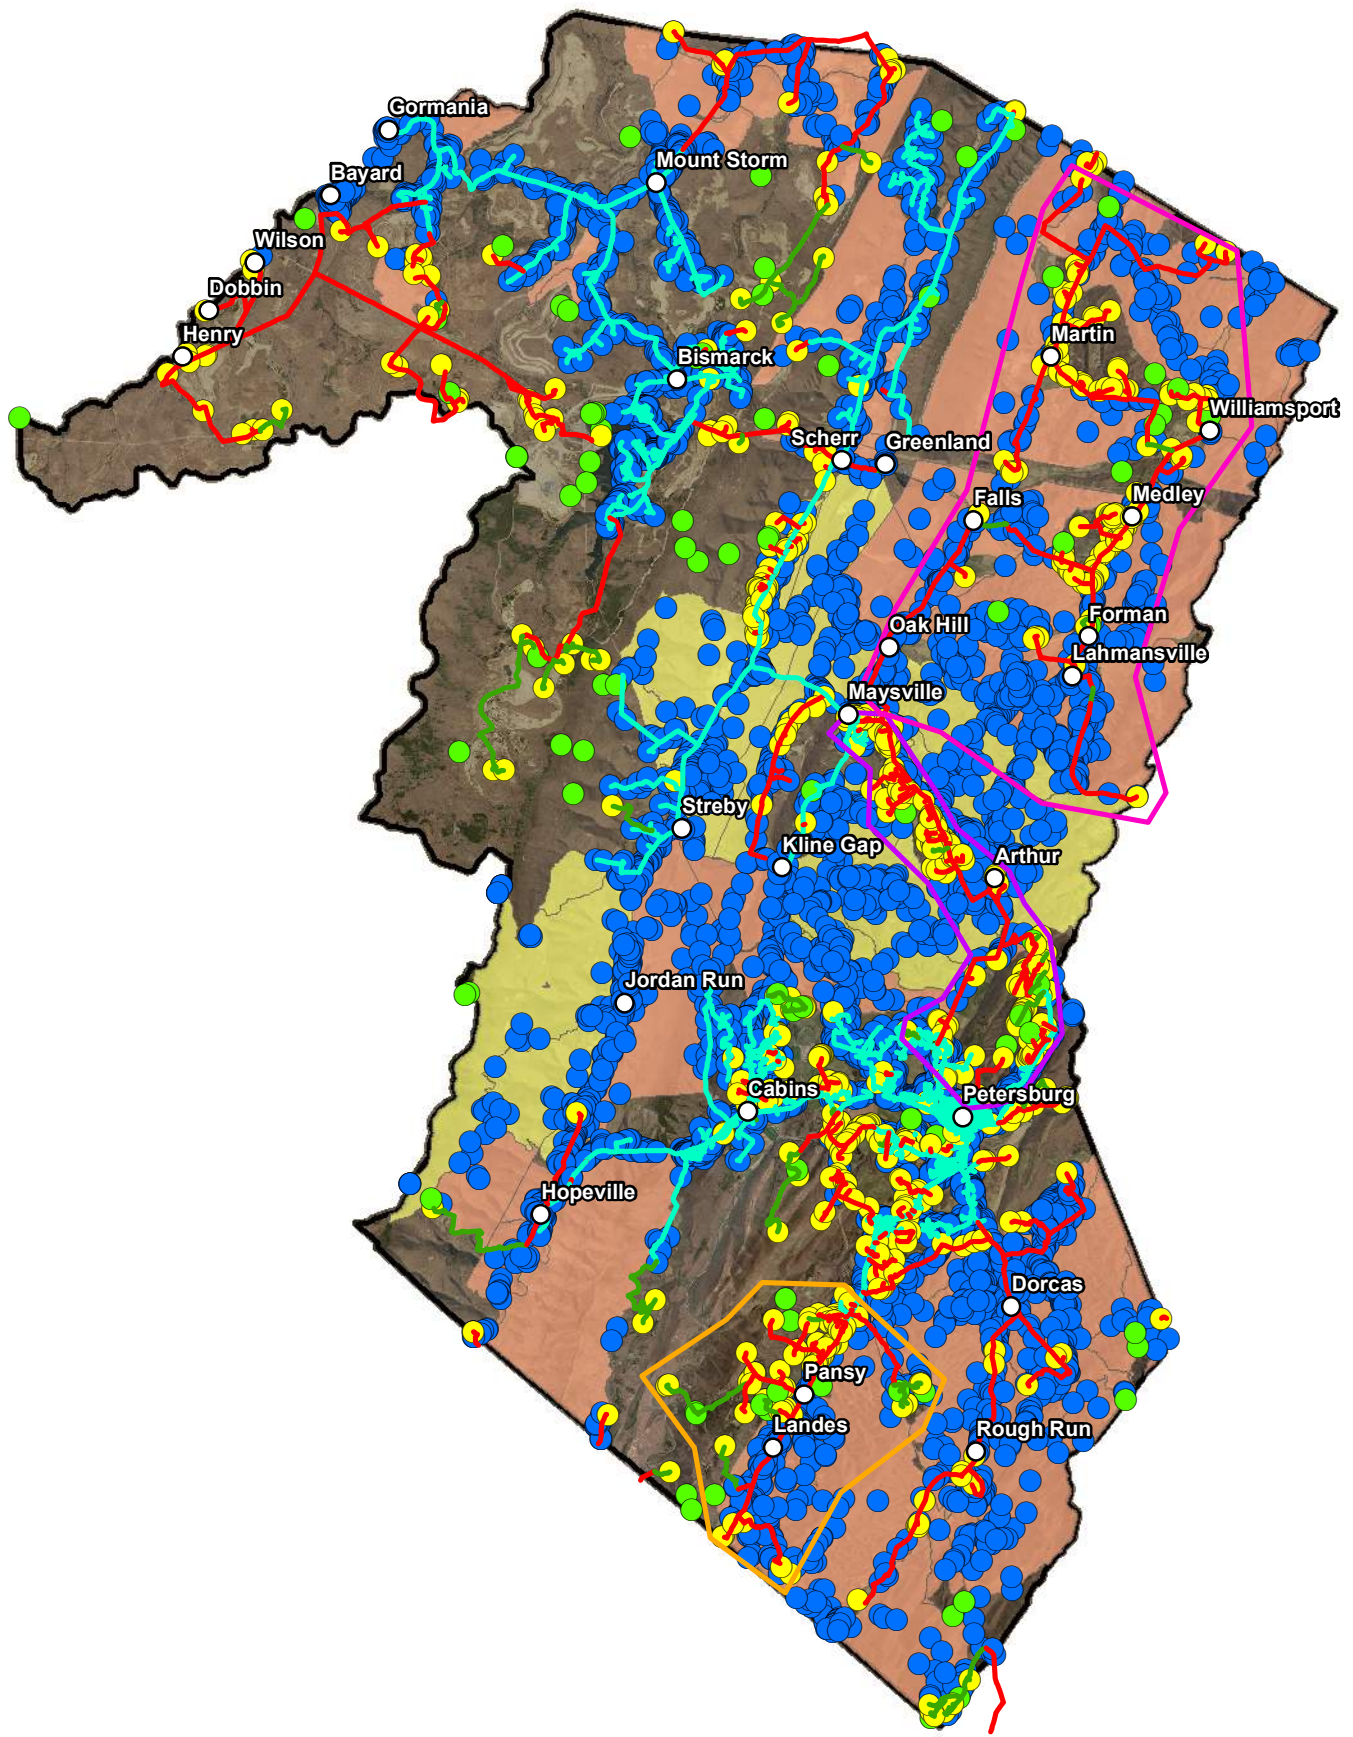 Gormania
Mount Storm
Bayard
Wilson
Dobbin
Henry
Martin
Bismarck
Williamsport
Scherr
Greenland
Falls
Medley
Forman
Oak Hill
Lahmansville
Maysville
Streby
Kline Gap
Arthur
Jordan Run
Cabins
Petersburg
Hopeville
Dorcas
Pansy
Landes
Rough Run